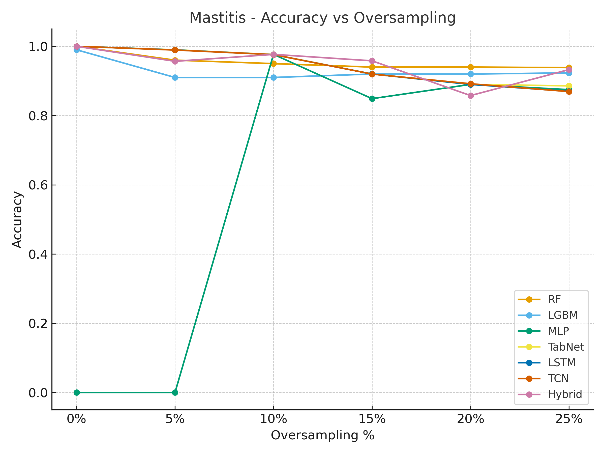 Mastitis - Accuracy vs Oversampling
1.0
0.8
0.6
0.4
0.2
0.0
Accuracy
0%
5%
10%
15%
20%
25%
Oversampling %
RF
LGBM
MLP
TabNet
LSTM
TCN
Hybrid